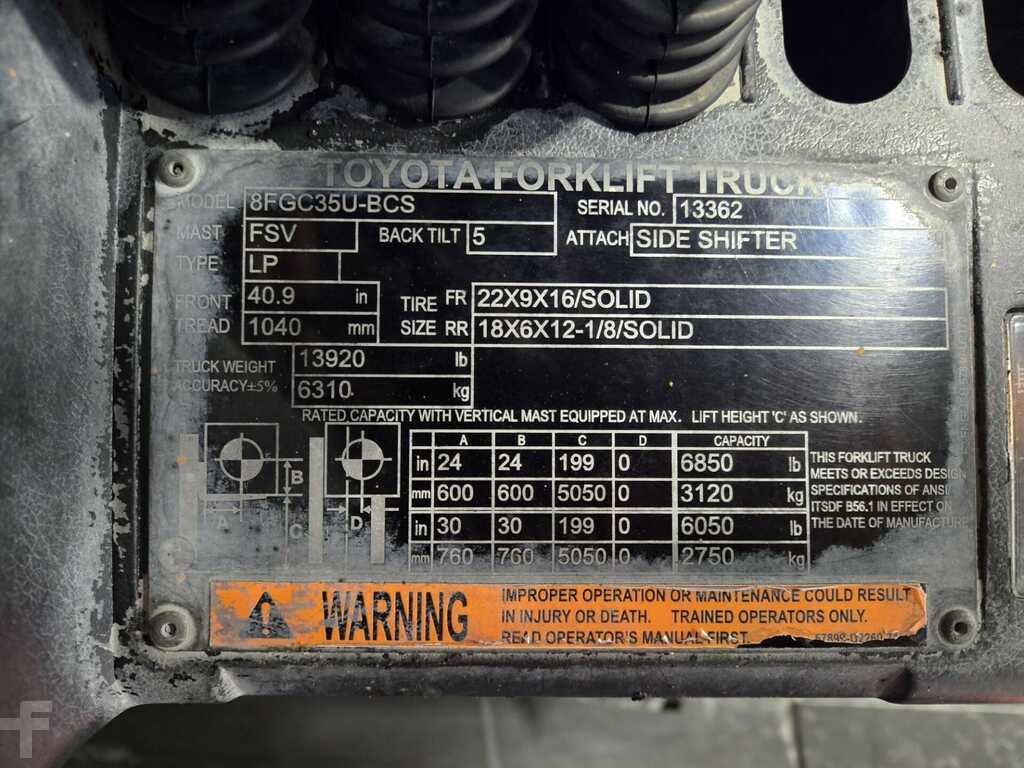 TOYOTA FORKLIFT TRUCK
MODEL 8FGC35U-BCS SERIAL NO. 13362
MAST FSV BACK TILT 5 ATTACH SIDE SHIFTER
TYPE LP
FRONT 40.9 in TIRE FR 22X9X16/SOLID
TREAD 1040 mm SIZE RR 18X6X12-1/8/SOLID
TRUCK WEIGHT 13920 lb
ACCURACY±5% 6310 kg
RATED CAPACITY WITH VERTICAL MAST EQUIPPED AT MAX. LIFT HEIGHT 'C' AS SHOWN.
A B C D CAPACITY
in 24 24 199 0 6850 lb
mm 600 600 5050 0 3120 kg
in 30 30 199 0 6050 lb
mm 760 760 5050 0 2750 kg
B
A
C
D
THIS FORKLIFT TRUCK
MEETS OR EXCEEDS DESIGN
SPECIFICATIONS OF ANSI
ITSDF B56.1 IN EFFECT ON
THE DATE OF MANUFACTURE
WARNING
IMPROPER OPERATION OR MAINTENANCE COULD RESULT
IN INJURY OR DEATH. TRAINED OPERATORS ONLY.
READ OPERATOR'S MANUAL FIRST.
F